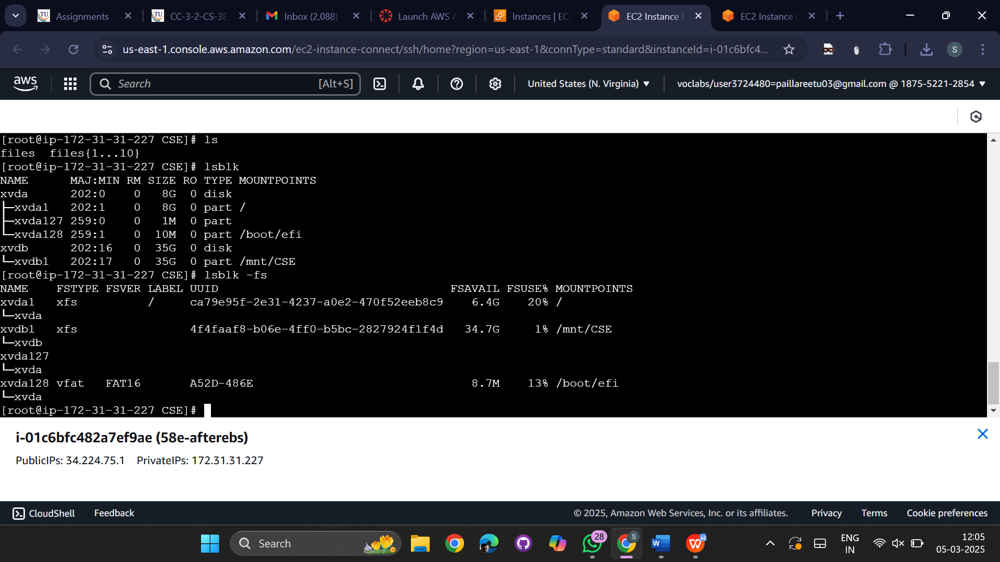 Assignments
CC-3-2-CS-3E
Inbox (2,088)
Launch AWS A
Instances | EC2
EC2 Instance C
EC2 Instance C
us-east-1.console.aws.amazon.com/ec2-instance-connect/ssh/home?region=us-east-1&connType=standard&instanceId=i-01c6bfc4...
S
aws
Search [Alt+S]
United States (N. Virginia)
voclabs/user3724480=paillareetu03@gmail.com @ 1875-5221-2854
[root@ip-172-31-31-227 CSE]# ls
files  files{1...10}
[root@ip-172-31-31-227 CSE]# lsblk
NAME      MAJ:MIN RM SIZE RO TYPE MOUNTPOINTS
xvda      202:0    0   8G  0 disk
├─xvda1   202:1    0   8G  0 part /
├─xvda127 259:0    0   1M  0 part
└─xvda128 259:1    0  10M  0 part /boot/efi
xvdb      202:16   0  35G  0 disk
└─xvdb1   202:17   0  35G  0 part /mnt/CSE
[root@ip-172-31-31-227 CSE]# lsblk -fs
NAME    FSTYPE FSVER LABEL UUID                                 FSAVAIL FSUSE% MOUNTPOINTS
xvda1   xfs          /     ca79e95f-2e31-4237-a0e2-470f52eeb8c9    6.4G    20% /
└─xvda
xvdb1   xfs                4f4faaf8-b06e-4ff0-b5bc-2827924f1f4d   34.7G     1% /mnt/CSE
└─xvdb
xvda127
└─xvda
xvda128 vfat   FAT16       A52D-486E                               8.7M    13% /boot/efi
└─xvda
[root@ip-172-31-31-227 CSE]#
i-01c6bfc482a7ef9ae (58e-afterebs)
PublicIPs: 34.224.75.1 PrivateIPs: 172.31.31.227
CloudShell Feedback © 2025, Amazon Web Services, Inc. or its affiliates. Privacy Terms Cookie preferences
Search
28
S
ENG
IN
12:05
05-03-2025